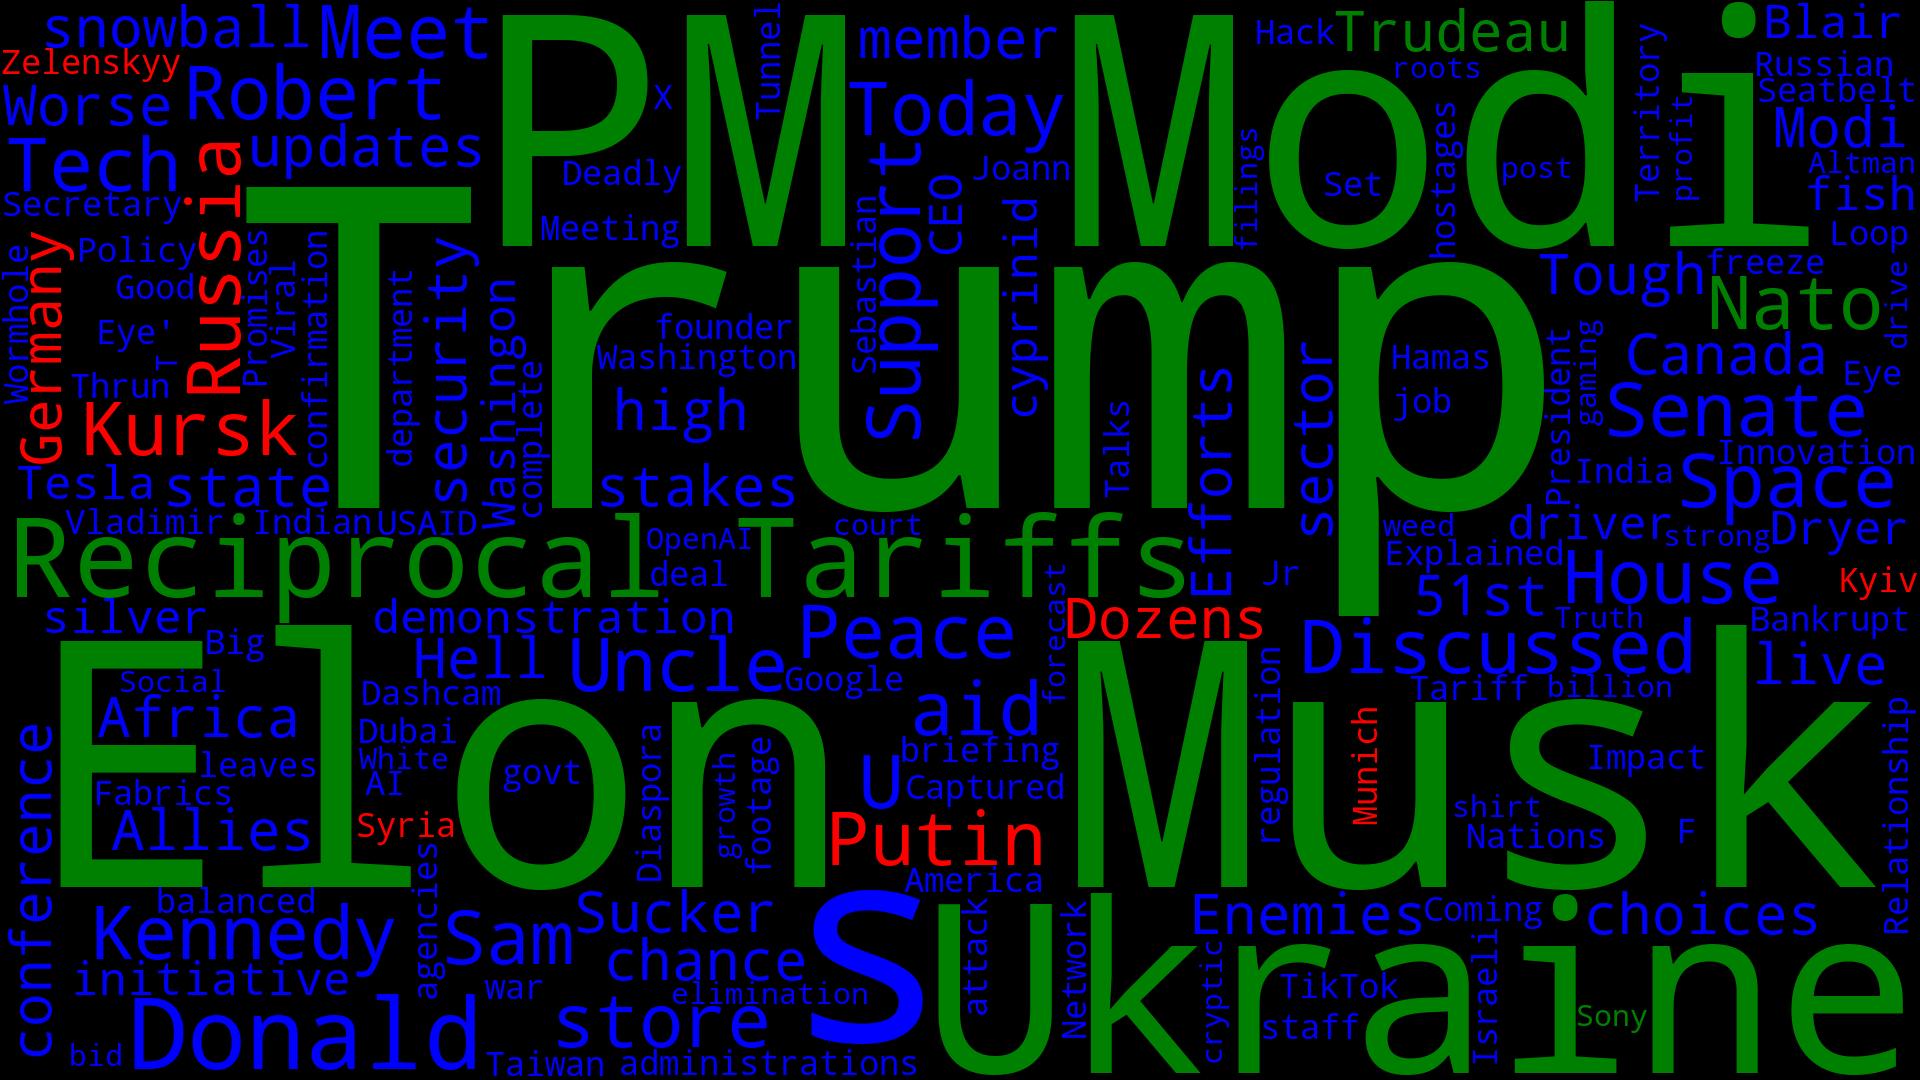 snowball
Meet
PM Modi
Tunnel
member
Hack
Trudeau
Territory
Blair
Zelenskyy
Robert
X
roots
Russian
Worse
Today
Seatbelt
updates
Modi
Tech
Russia
Deadly
Joann
filings
Set
hostages
post
profit
Altman
Secretary
Support
CEO
fish
Trump
Meeting
Sebastian
cyprinid
Loop
Germany
Policy
Promises
Viral
confirmation
department
security
Washingon
Tough
freeze
drive
Wormhole
Good
Nato
Eye'
founder
T
Washington
Hamas
President
gaming
Canada
Thrun
complete
high
Talks
Efforts
sector
job
Eye
Kursk
Senate
Innovation
Tesla
state
stakes
India
Space
Vladimir
Indian
USAID
court
weed
driver
strong
Dryer
Reciprocal Tariffs
OpenAI
Explained
deal
Jr
51st
House
Kyiv
silver
demonstration
Peace
forecast
Dozens
Truth
Bankrupt
Big
Elon Musk
Hell
Uncle
Discussed
live
Social
Google
Dashcam
Tariff
billion
Africa
aid
regulation
Munich
Relationship
conference
Dubai
Diaspora
growth
footage
White
briefing
Impact
leaves
govt
U
AI
Captured
Fabrics
shirt
Allies
Syria
Putin
Nations
F
agencies
America
balanced
s
Ukraine
Kennedy
Sam
Sucker
attack
Network
Enemies
Coming
choices
chance
cryptic
Israeli
initiative
war
elimination
TikTok
Donald
store
staff
Sony
bid
Taiwan
administrations